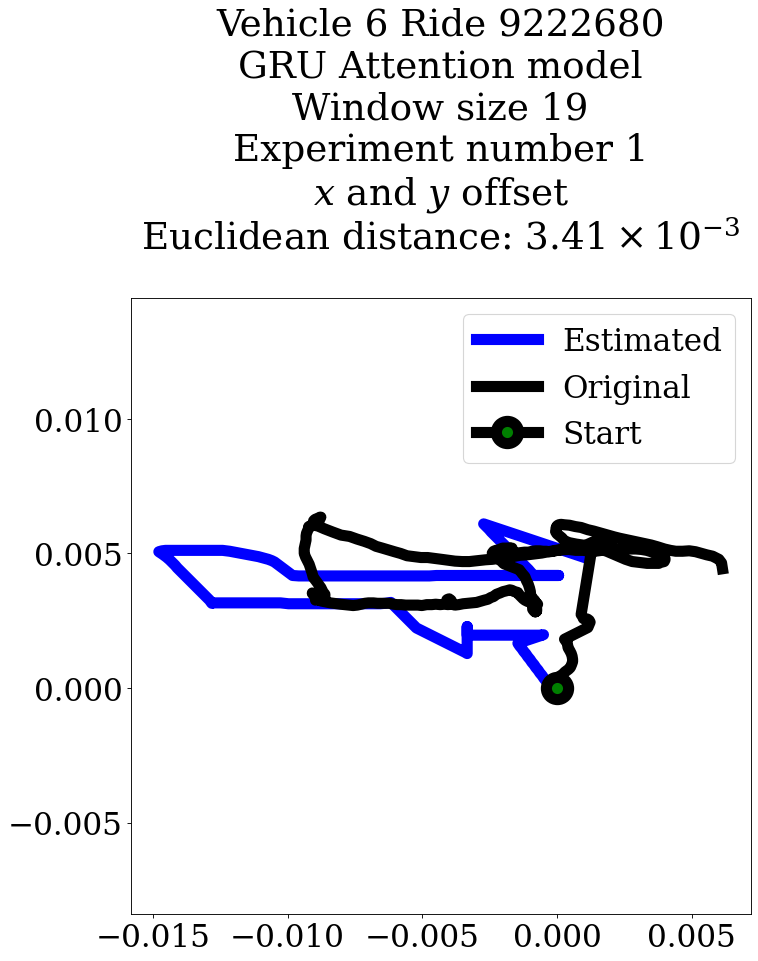 Vehicle 6 Ride 9222680
GRU Attention model
Window size 19
Experiment number 1
x and y offset
Euclidean distance: 3.41 × 10⁻³
Estimated
Original
Start
0.010
0.005
0.000
−0.005
−0.015 −0.010 −0.005 0.000 0.005